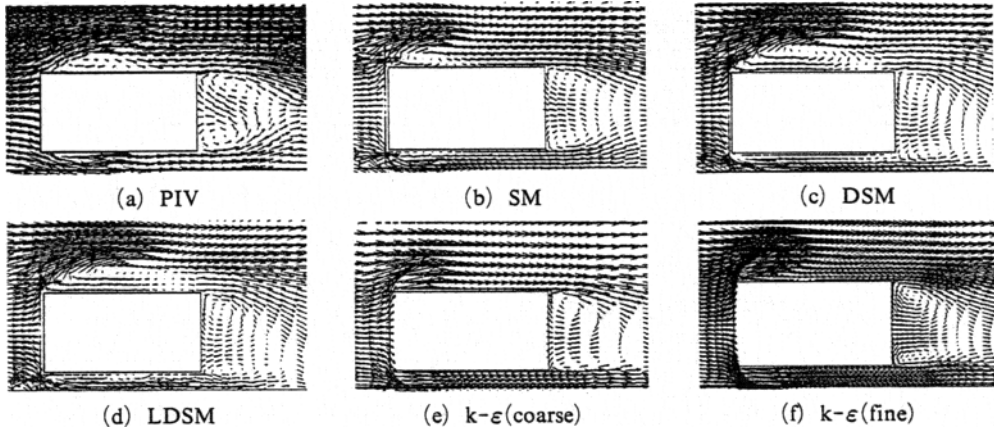 (a) PIV
(b) SM
(c) DSM
(d) LDSM
(e) k-ε(coarse)
(f) k-ε(fine)